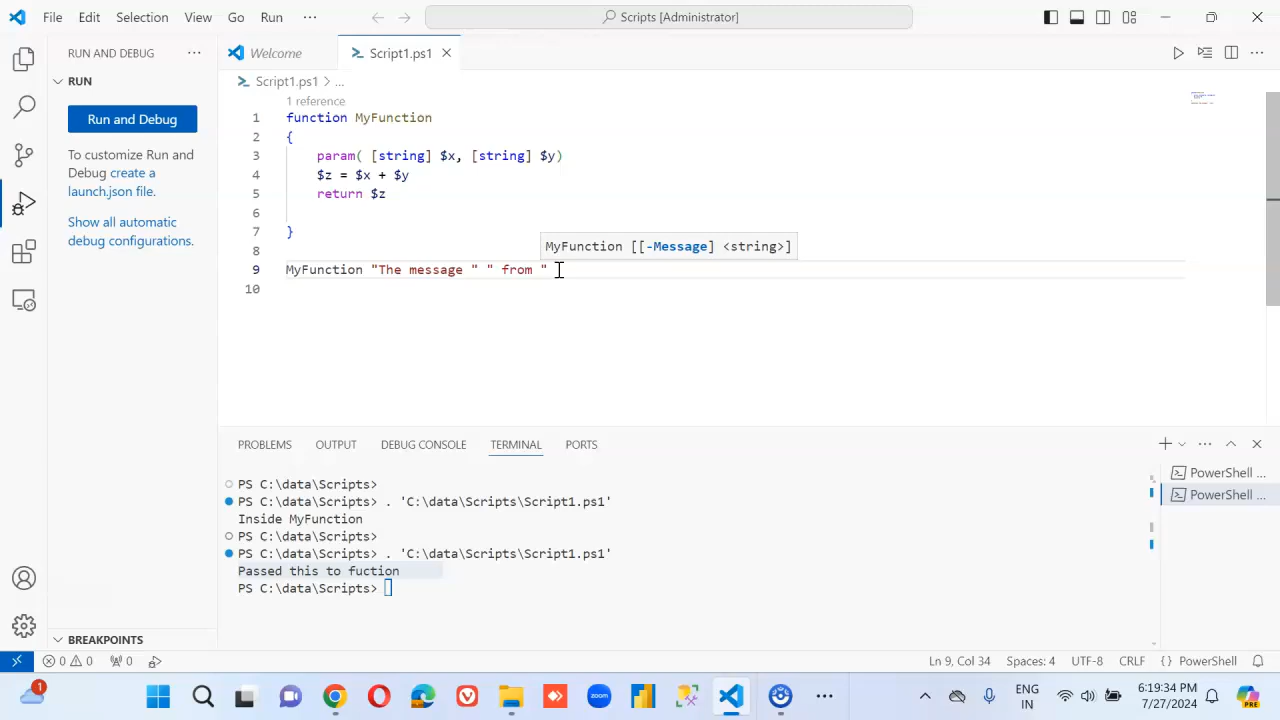 File Edit Selection View Go Run ··· Scripts [Administrator]
RUN AND DEBUG ···
Welcome
Script1.ps1
RUN
Script1.ps1 > ...
Run and Debug
To customize Run and
Debug create a
launch.json file.
Show all automatic
debug configurations.
1 reference
1 function MyFunction
2 {
3 param( [string] $x, [string] $y)
4 $z = $x + $y
5 return $z
6
7 }
8
MyFunction [[-Message] <string>]
9 MyFunction "The message " " from "
10
PROBLEMS OUTPUT DEBUG CONSOLE TERMINAL PORTS
PS C:\data\Scripts>
PS C:\data\Scripts> . 'C:\data\Scripts\Script1.ps1'
Inside MyFunction
PS C:\data\Scripts>
PS C:\data\Scripts> . 'C:\data\Scripts\Script1.ps1'
Passed this to fuction
PS C:\data\Scripts>
PowerShell ...
PowerShell ...
BREAKPOINTS
0 0 0 Ln 9, Col 34 Spaces: 4 UTF-8 CRLF { } PowerShell
1
zoom
ENG
IN
6:19:34 PM
7/27/2024
PRE